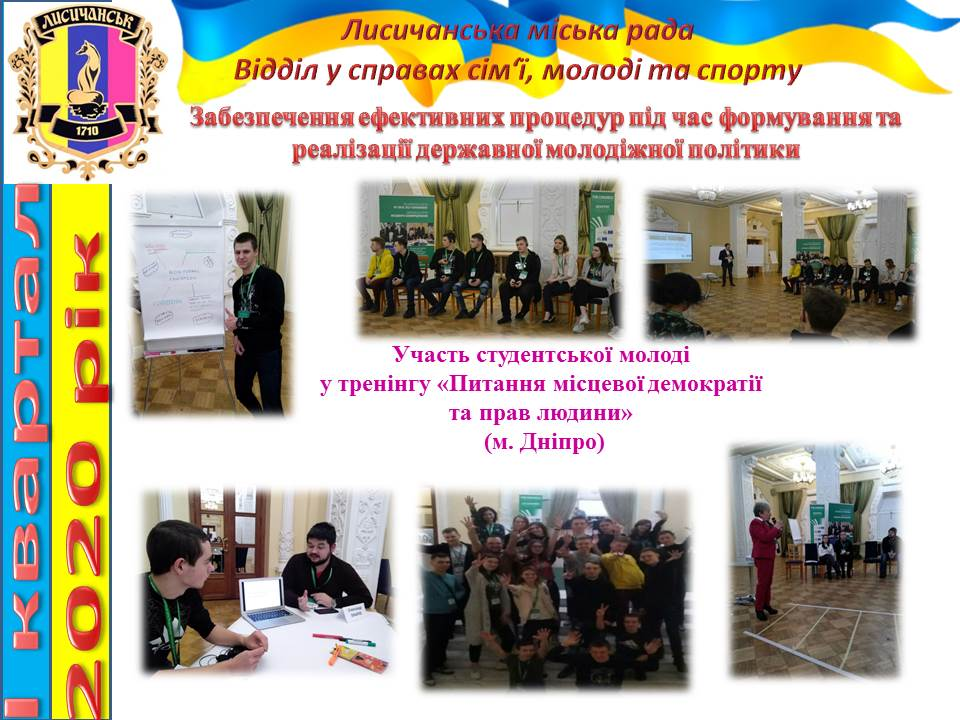 ЛИСИЧАНСЬК
1710
Лисичанська міська рада
Відділ у справах сім‘ї, молоді та спорту
Забезпечення ефективних процедур під час формування та
реалізації державної молодіжної політики
І квартал
2020 рік
Участь студентської молоді
у тренінгу «Питання місцевої демократії
та прав людини»
(м. Дніпро)